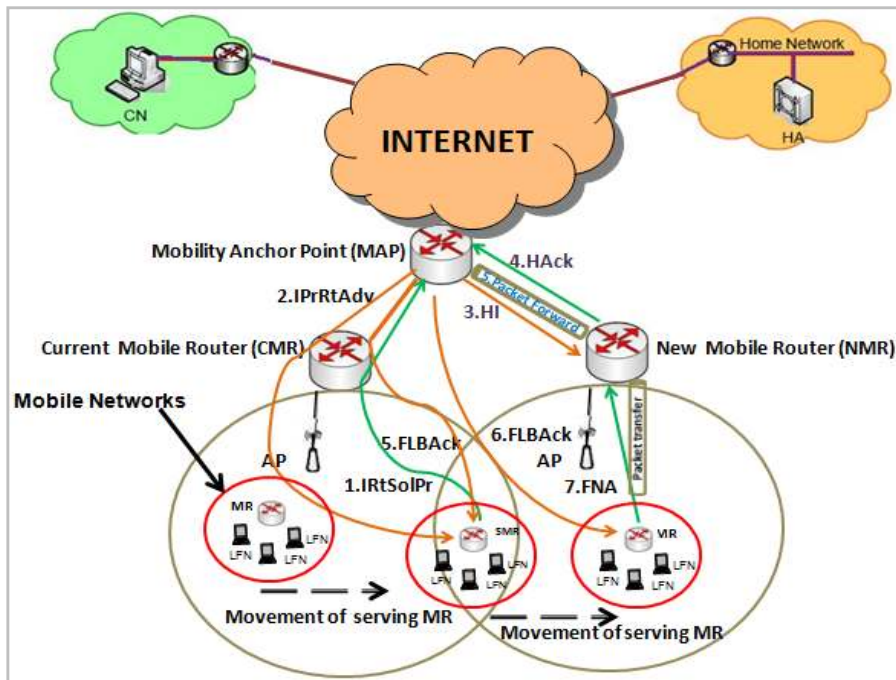 CN
Home Network
HA
INTERNET
Mobility Anchor Point (MAP)
4.HAck
5.Packet Forward
2.IPrRtAdv
3.HI
Current Mobile Router (CMR)
New Mobile Router (NMR)
Mobile Networks
Packet transfer
5.FLBAck
6.FLBAck
AP
AP
1.IRtSolPr
7.FNA
MR
SMR
MR
LFN
LFN
LFN
LFN
LFN
LFN
LFN
LFN
LFN
Movement of serving MR
Movement of serving MR